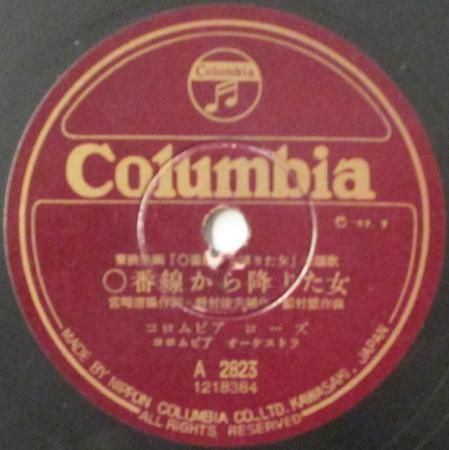 Columbia
Columbia
〇番線から降りた女
コロムビア ローズ
コロムビア オーケストラ
A 2823
1218384
MADE BY NIPPON COLUMBIA CO., LTD. KAWASAKI, JAPAN
ALL RIGHTS RESERVED